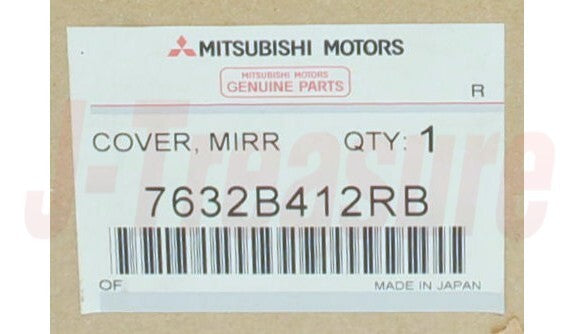 MITSUBISHI MOTORS
MITSUBISHI MOTORS
GENUINE PARTS
R
COVER, MIRR QTY: 1
7632B412RB
OF MADE IN JAPAN
J-Treasure